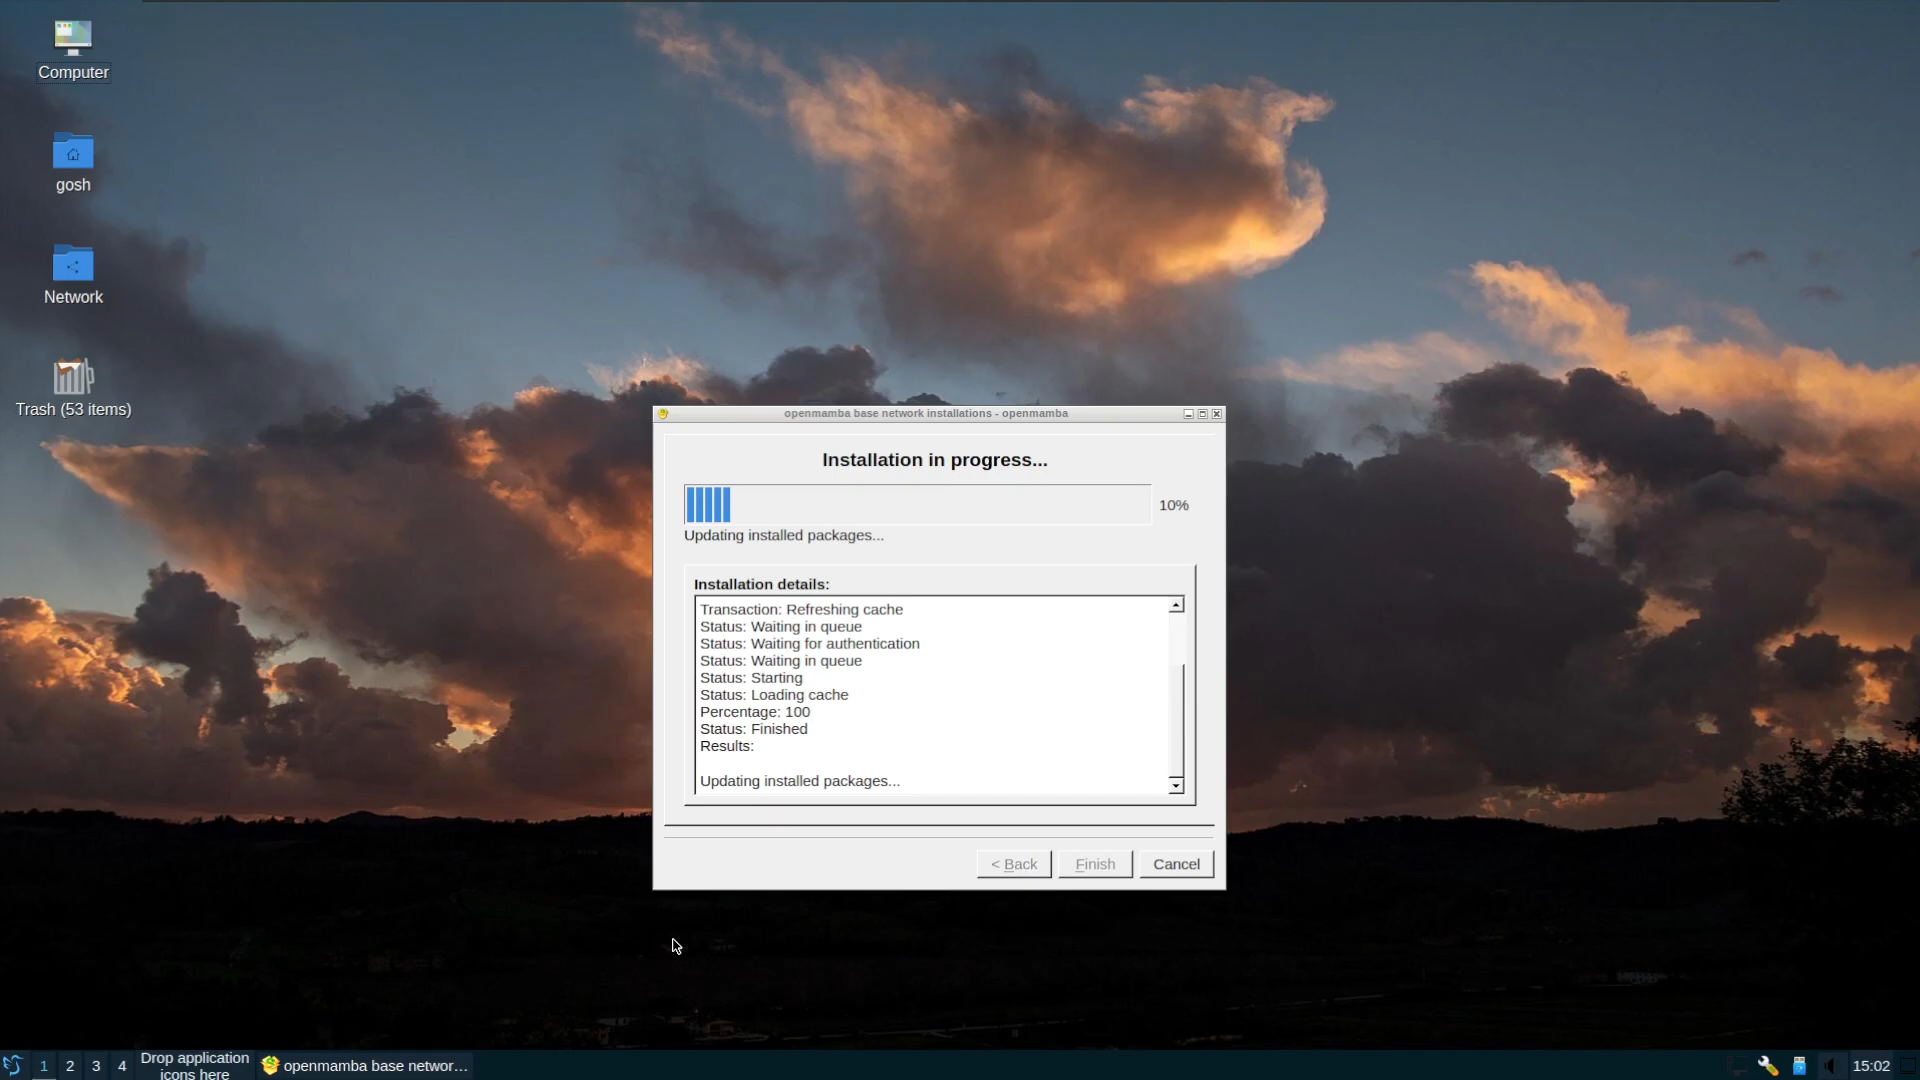 Computer
gosh
Network
Trash (53 items)
openmamba base network installations - openmamba
Installation in progress...
10%
Updating installed packages...
Installation details:
Transaction: Refreshing cache
Status: Waiting in queue
Status: Waiting for authentication
Status: Waiting in queue
Status: Starting
Status: Loading cache
Percentage: 100
Status: Finished
Results:
Updating installed packages...
< Back
Finish
Cancel
1
2
3
4
Drop application
icons here
openmamba base networ...
15:02